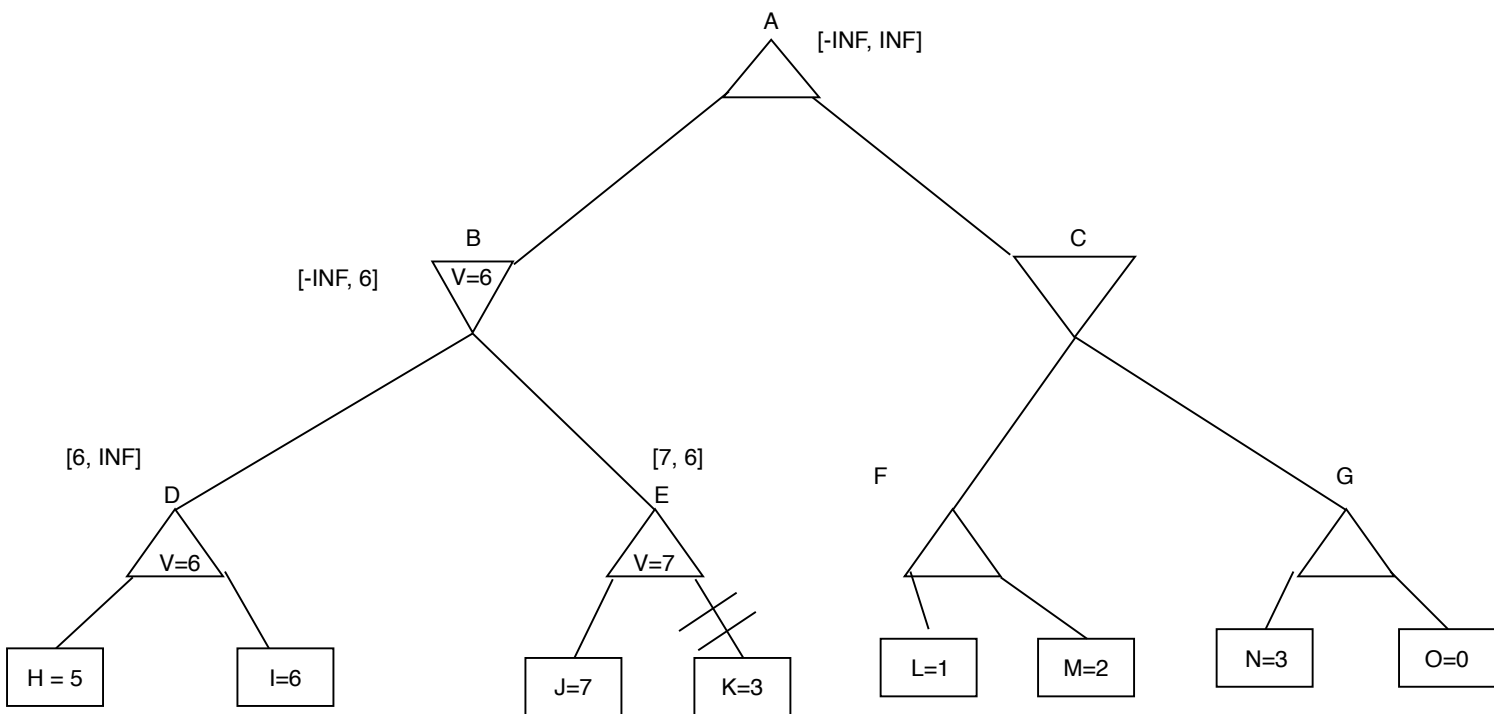 A
[-INF, INF]
B
C
[-INF, 6]
V=6
[6, INF]
[7, 6]
F
G
D
E
V=6
V=7
H = 5
I=6
J=7
K=3
L=1
M=2
N=3
O=0